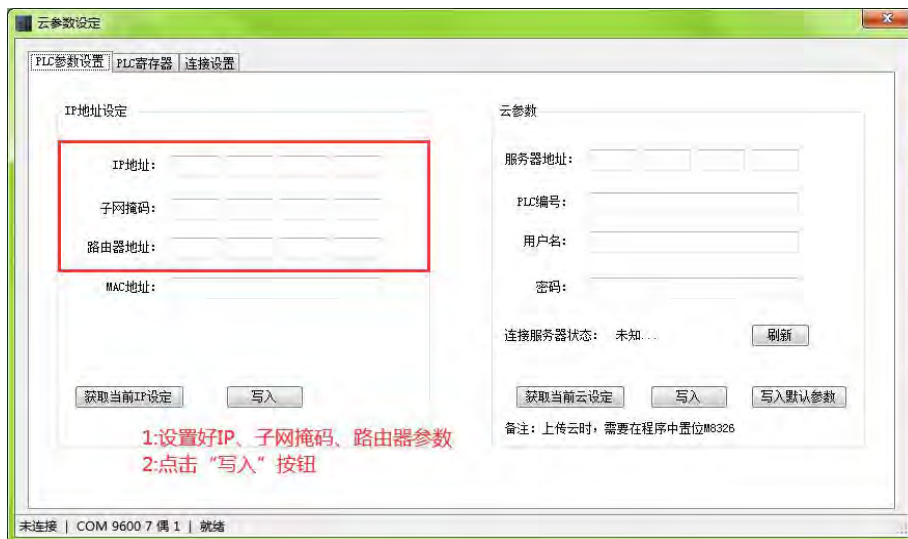 云参数设定
PLC参数设置 PLC寄存器 连接设置
IP地址设定
IP地址:
子网掩码:
路由器地址:
MAC地址:
获取当前IP设定 写入
1:设置好IP、子网掩码、路由器参数
2:点击“写入”按钮
云参数
服务器地址:
PLC编号:
用户名:
密码:
连接服务器状态: 未知... 刷新
获取当前云设定 写入 写入默认参数
备注: 上传云时, 需要在程序中置位M8326
未连接 | COM 9600 7 偶 1 | 就绪